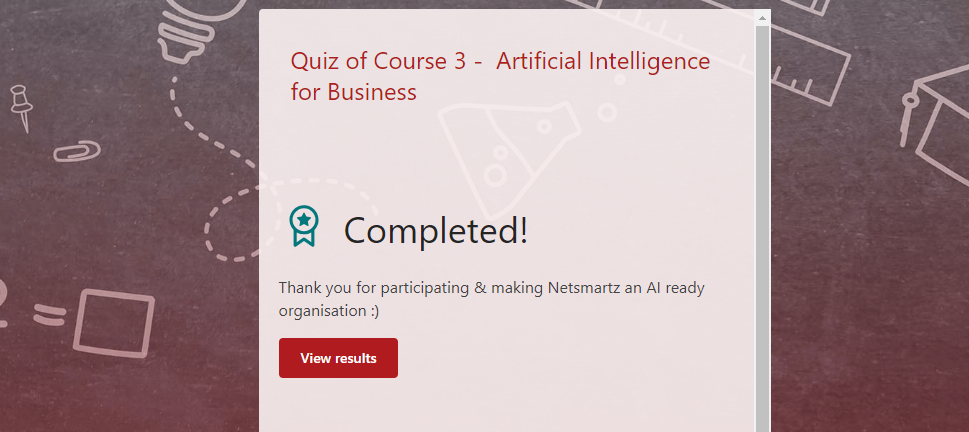 Quiz of Course 3 - Artificial Intelligence
for Business
Completed!
Thank you for participating & making Netsmartz an AI ready
organisation :)
View results